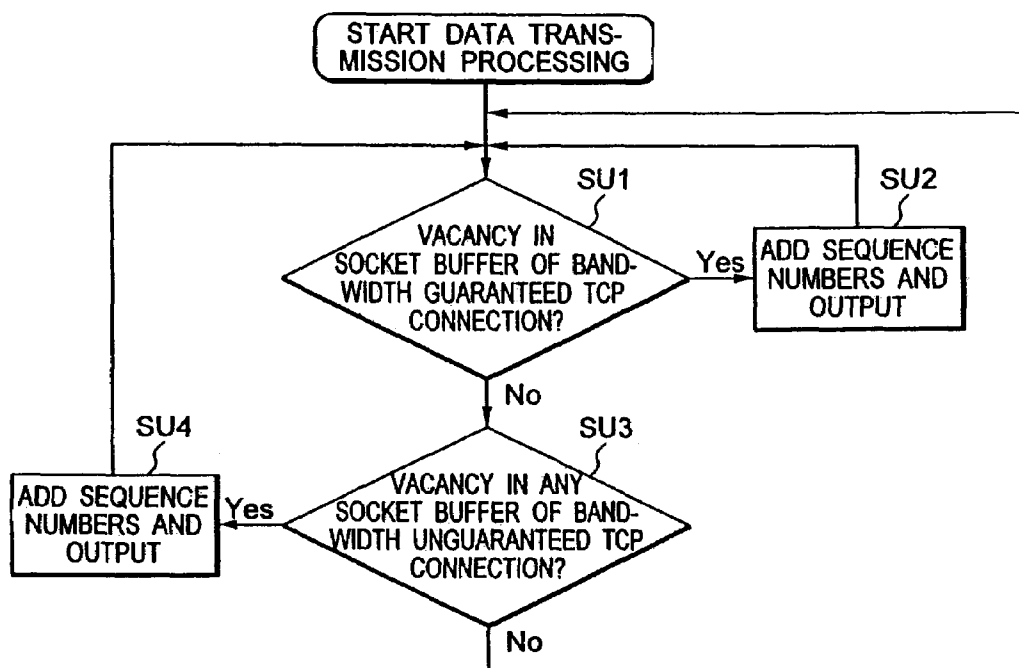 START DATA TRANS-
MISSION PROCESSING
SU1
VACANCY IN
SOCKET BUFFER OF BAND-
WIDTH GUARANTEED TCP
CONNECTION?
Yes
SU2
ADD SEQUENCE
NUMBERS AND
OUTPUT
No
SU3
VACANCY IN ANY
SOCKET BUFFER OF BAND-
WIDTH UNGUARANTEED TCP
CONNECTION?
Yes
SU4
ADD SEQUENCE
NUMBERS AND
OUTPUT
No